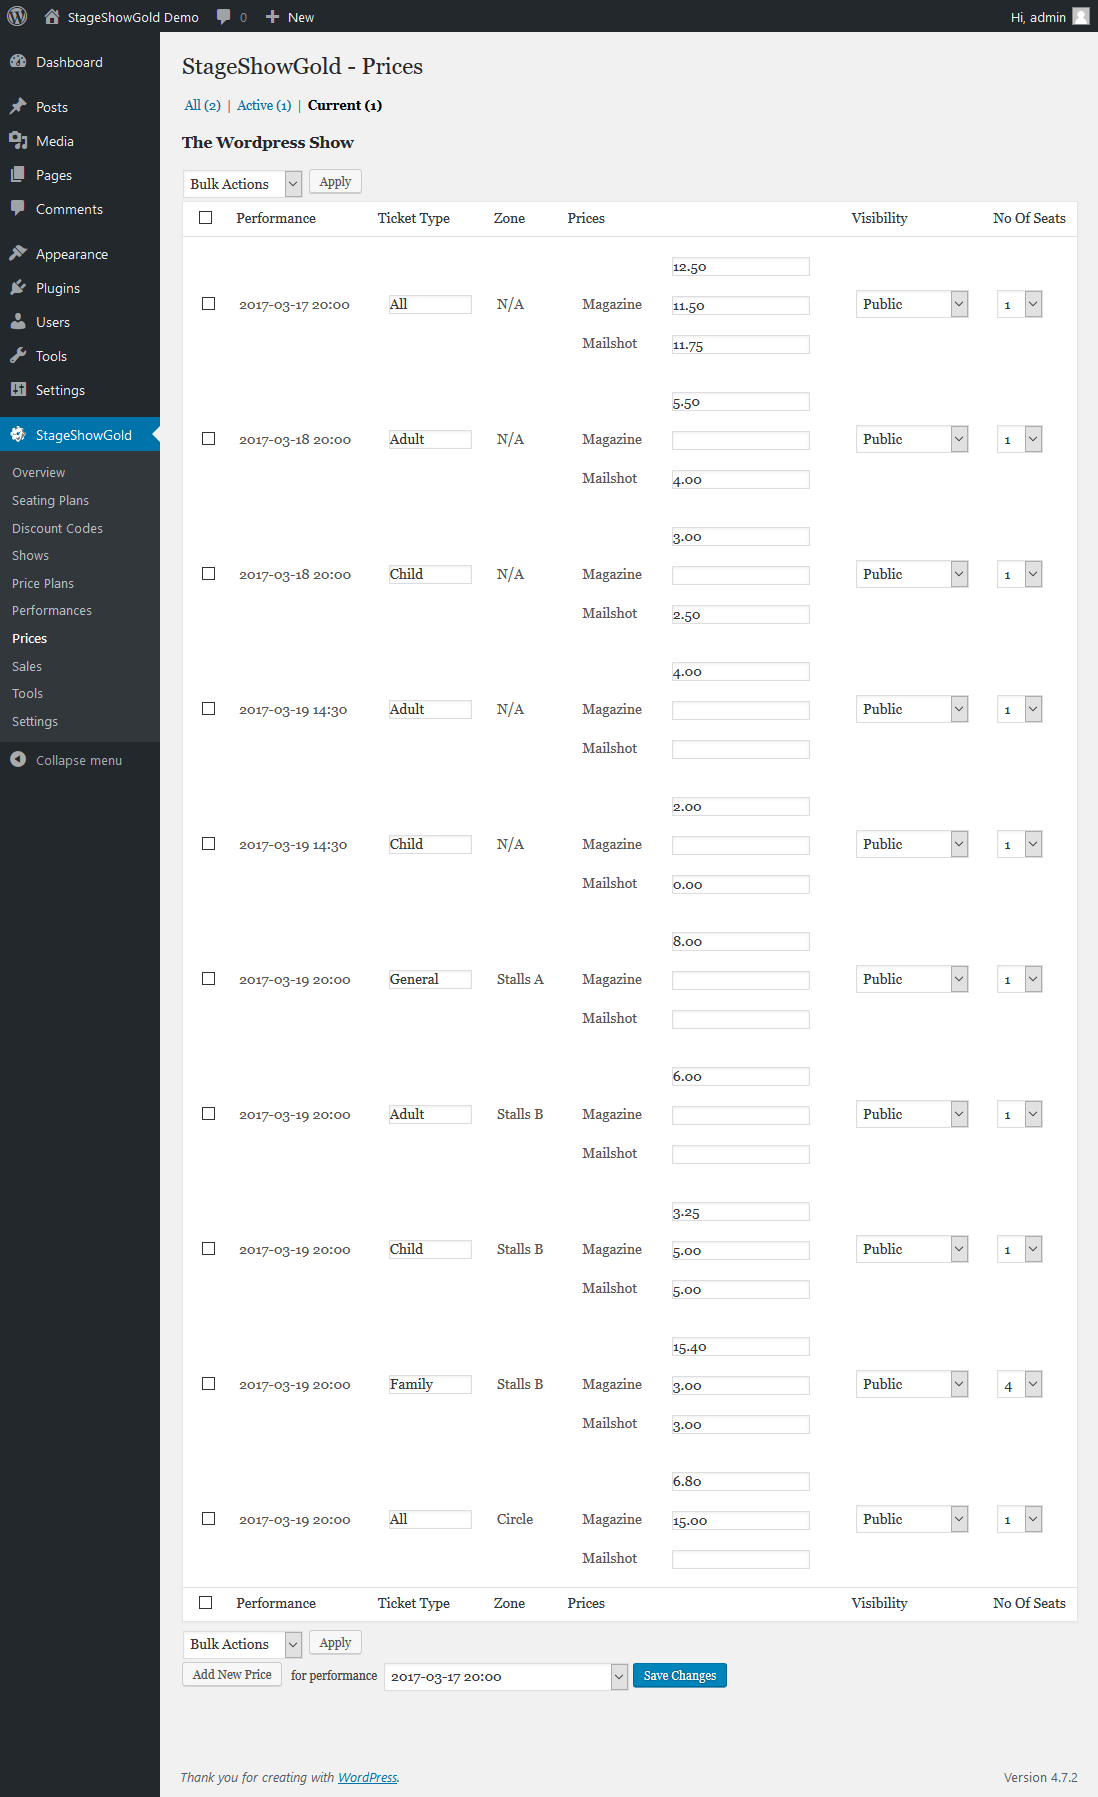 StageShowGold Demo 0 New Hi, admin
Dashboard
Posts
Media
Pages
Comments
Appearance
Plugins
Users
Tools
Settings
StageShowGold
Overview
Seating Plans
Discount Codes
Shows
Price Plans
Performances
Prices
Sales
Tools
Settings
Collapse menu
StageShowGold - Prices
All (2) | Active (1) | Current (1)
The Wordpress Show
Bulk Actions Apply
Performance Ticket Type Zone Prices Visibility No Of Seats
12.50
2017-03-17 20:00 All N/A Magazine 11.50 Public 1
Mailshot 11.75
5.50
2017-03-18 20:00 Adult N/A Magazine Public 1
Mailshot 4.00
3.00
2017-03-18 20:00 Child N/A Magazine Public 1
Mailshot 2.50
4.00
2017-03-19 14:30 Adult N/A Magazine Public 1
Mailshot
2.00
2017-03-19 14:30 Child N/A Magazine Public 1
Mailshot 0.00
8.00
2017-03-19 20:00 General Stalls A Magazine Public 1
Mailshot
6.00
2017-03-19 20:00 Adult Stalls B Magazine Public 1
Mailshot
3.25
2017-03-19 20:00 Child Stalls B Magazine 5.00 Public 1
Mailshot 5.00
15.40
2017-03-19 20:00 Family Stalls B Magazine 3.00 Public 4
Mailshot 3.00
6.80
2017-03-19 20:00 All Circle Magazine 15.00 Public 1
Mailshot
Performance Ticket Type Zone Prices Visibility No Of Seats
Bulk Actions Apply
Add New Price for performance 2017-03-17 20:00 Save Changes
Thank you for creating with WordPress. Version 4.7.2